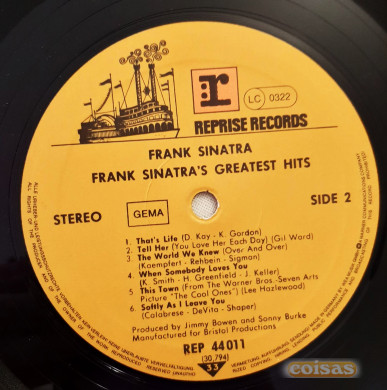 r
LC 0322
REPRISE RECORDS
FRANK SINATRA
FRANK SINATRA'S GREATEST HITS
STEREO
GEMA
SIDE 2
1. That's Life (D. Kay - K. Gordon)
2. Tell Her (You Love Her Each Day) (Gil Ward)
3. The World We Knew (Over And Over)
(Kaempfert - Rehbein - Sigmon)
4. When Somebody Loves You
(K. Smith - H. Greenfield - J. Keller)
5. This Town (From The Warner Bros.-Seven Arts
Picture "The Cool Ones") (Lee Hazlewood)
6. Softly As I Leave You
(Calabrese - DeVita - Shaper)
Produced by Jimmy Bowen and Sonny Burke
Manufactured for Bristol Productions
REP 44011
(30,794)
33
coisas